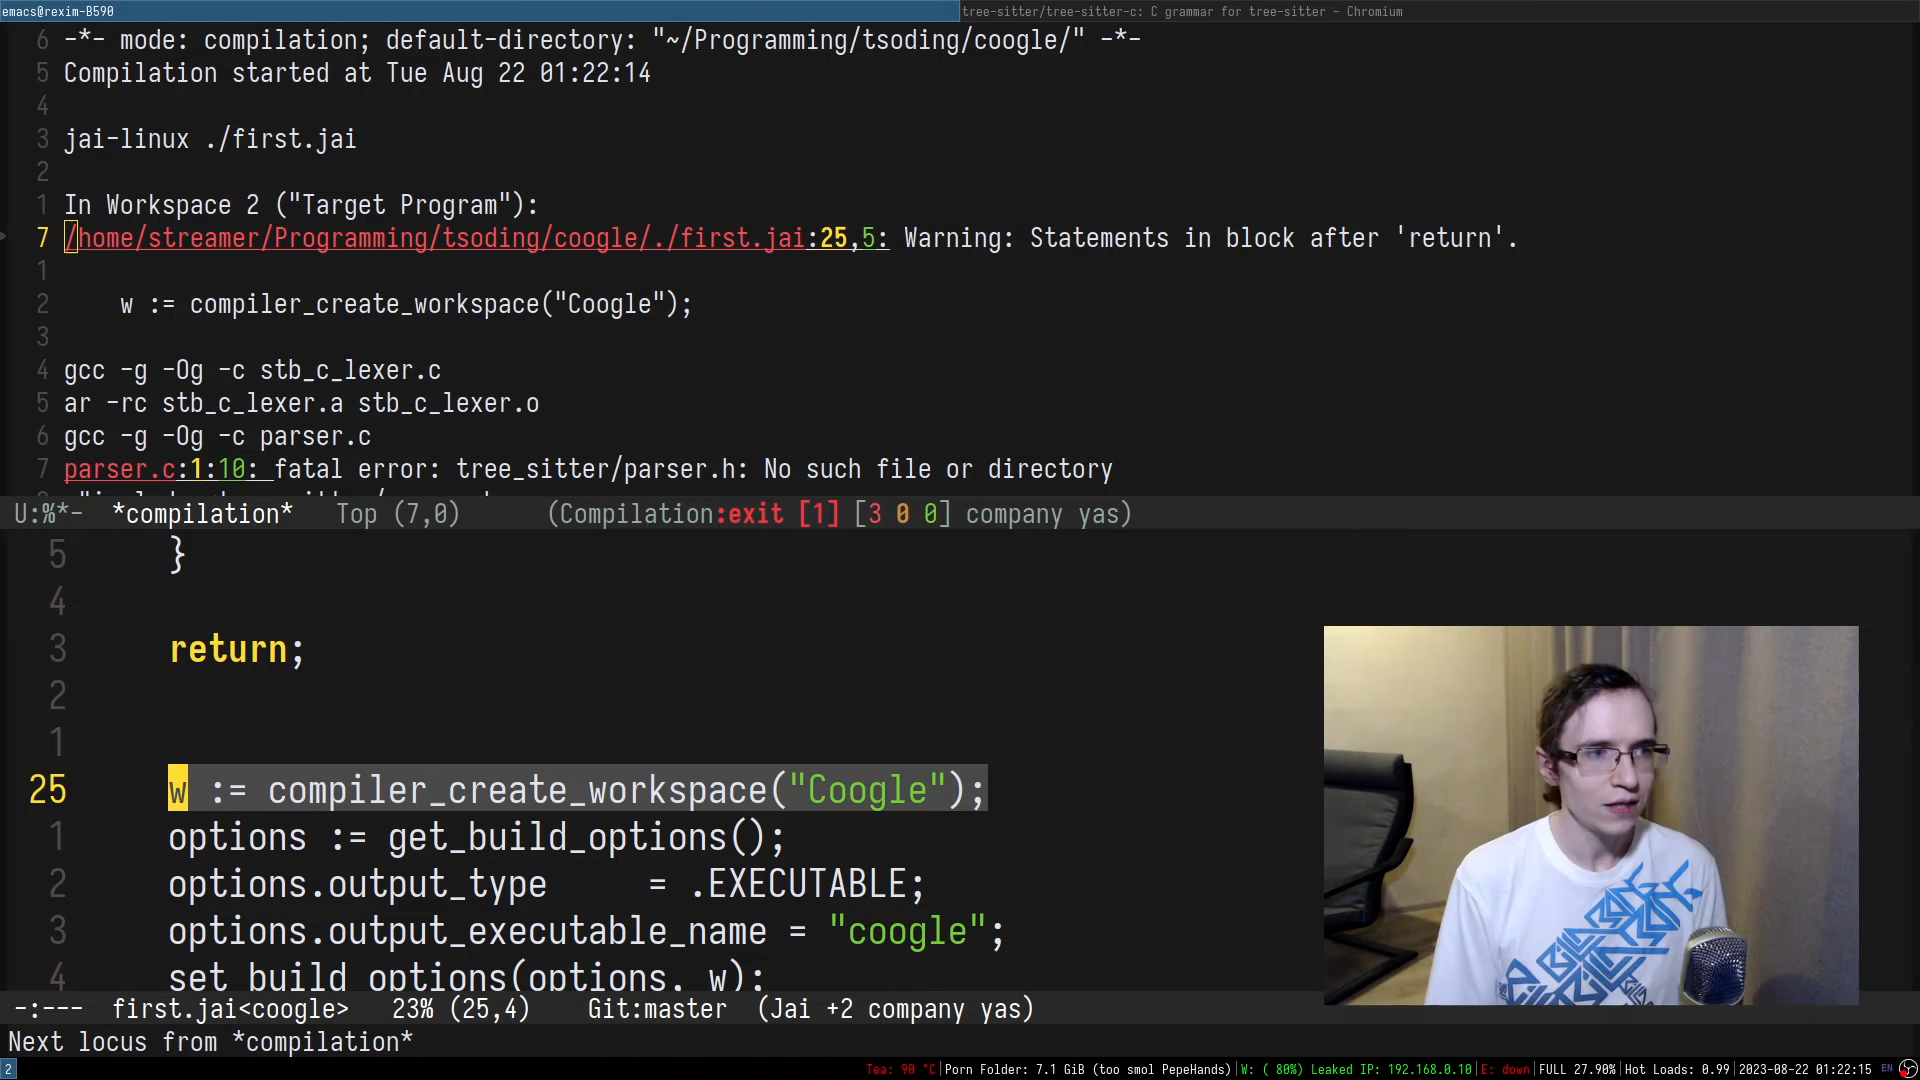 emacs@rexim-B590
tree-sitter/tree-sitter-c: C grammar for tree-sitter - Chromium
6 -*- mode: compilation; default-directory: "~/Programming/tsoding/coogle/" -*-
5 Compilation started at Tue Aug 22 01:22:14
4
3 jai-linux ./first.jai
2
1 In Workspace 2 ("Target Program"):
7 /home/streamer/Programming/tsoding/coogle/./first.jai:25,5: Warning: Statements in block after 'return'.
1
2     w := compiler_create_workspace("Coogle");
3
4 gcc -g -Og -c stb_c_lexer.c
5 ar -rc stb_c_lexer.a stb_c_lexer.o
6 gcc -g -Og -c parser.c
7 parser.c:1:10: fatal error: tree_sitter/parser.h: No such file or directory
U:%*- *compilation* Top (7,0) (Compilation:exit [1] [3 0 0] company yas)
5     }
4
3     return;
2
1
25     w := compiler_create_workspace("Coogle");
1     options := get_build_options();
2     options.output_type     = .EXECUTABLE;
3     options.output_executable_name = "coogle";
4     set_build_options(options, w);
-:--- first.jai<coogle> 23% (25,4) Git:master (Jai +2 company yas)
Next locus from *compilation*
2
Tea: 90 °C|Porn Folder: 7.1 GiB (too smol PepeHands)|W: ( 80%) Leaked IP: 192.168.0.10|E: down|FULL 27.90%|Hot Loads: 0.99|2023-08-22 01:22:15 EN